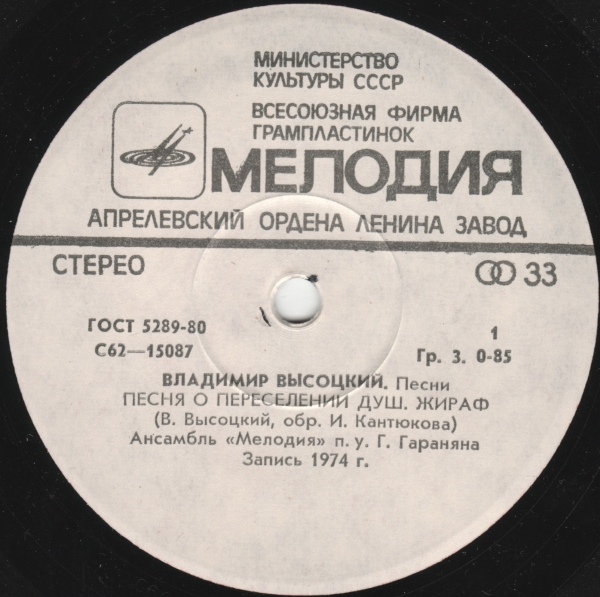 МИНИСТЕРСТВО
КУЛЬТУРЫ СССР
ВСЕСОЮЗНАЯ ФИРМА
ГРАМПЛАСТИНОК
МЕЛОДИЯ
АПРЕЛЕВСКИЙ ОРДЕНА ЛЕНИНА ЗАВОД
СТЕРЕО
33
ГОСТ 5289-80
1
С62—15087
Гр. 3. 0-85
ВЛАДИМИР ВЫСОЦКИЙ. Песни
ПЕСНЯ О ПЕРЕСЕЛЕНИИ ДУШ. ЖИРАФ
(В. Высоцкий, обр. И. Кантюкова)
Ансамбль «Мелодия» п. у. Г. Гараняна
Запись 1974 г.